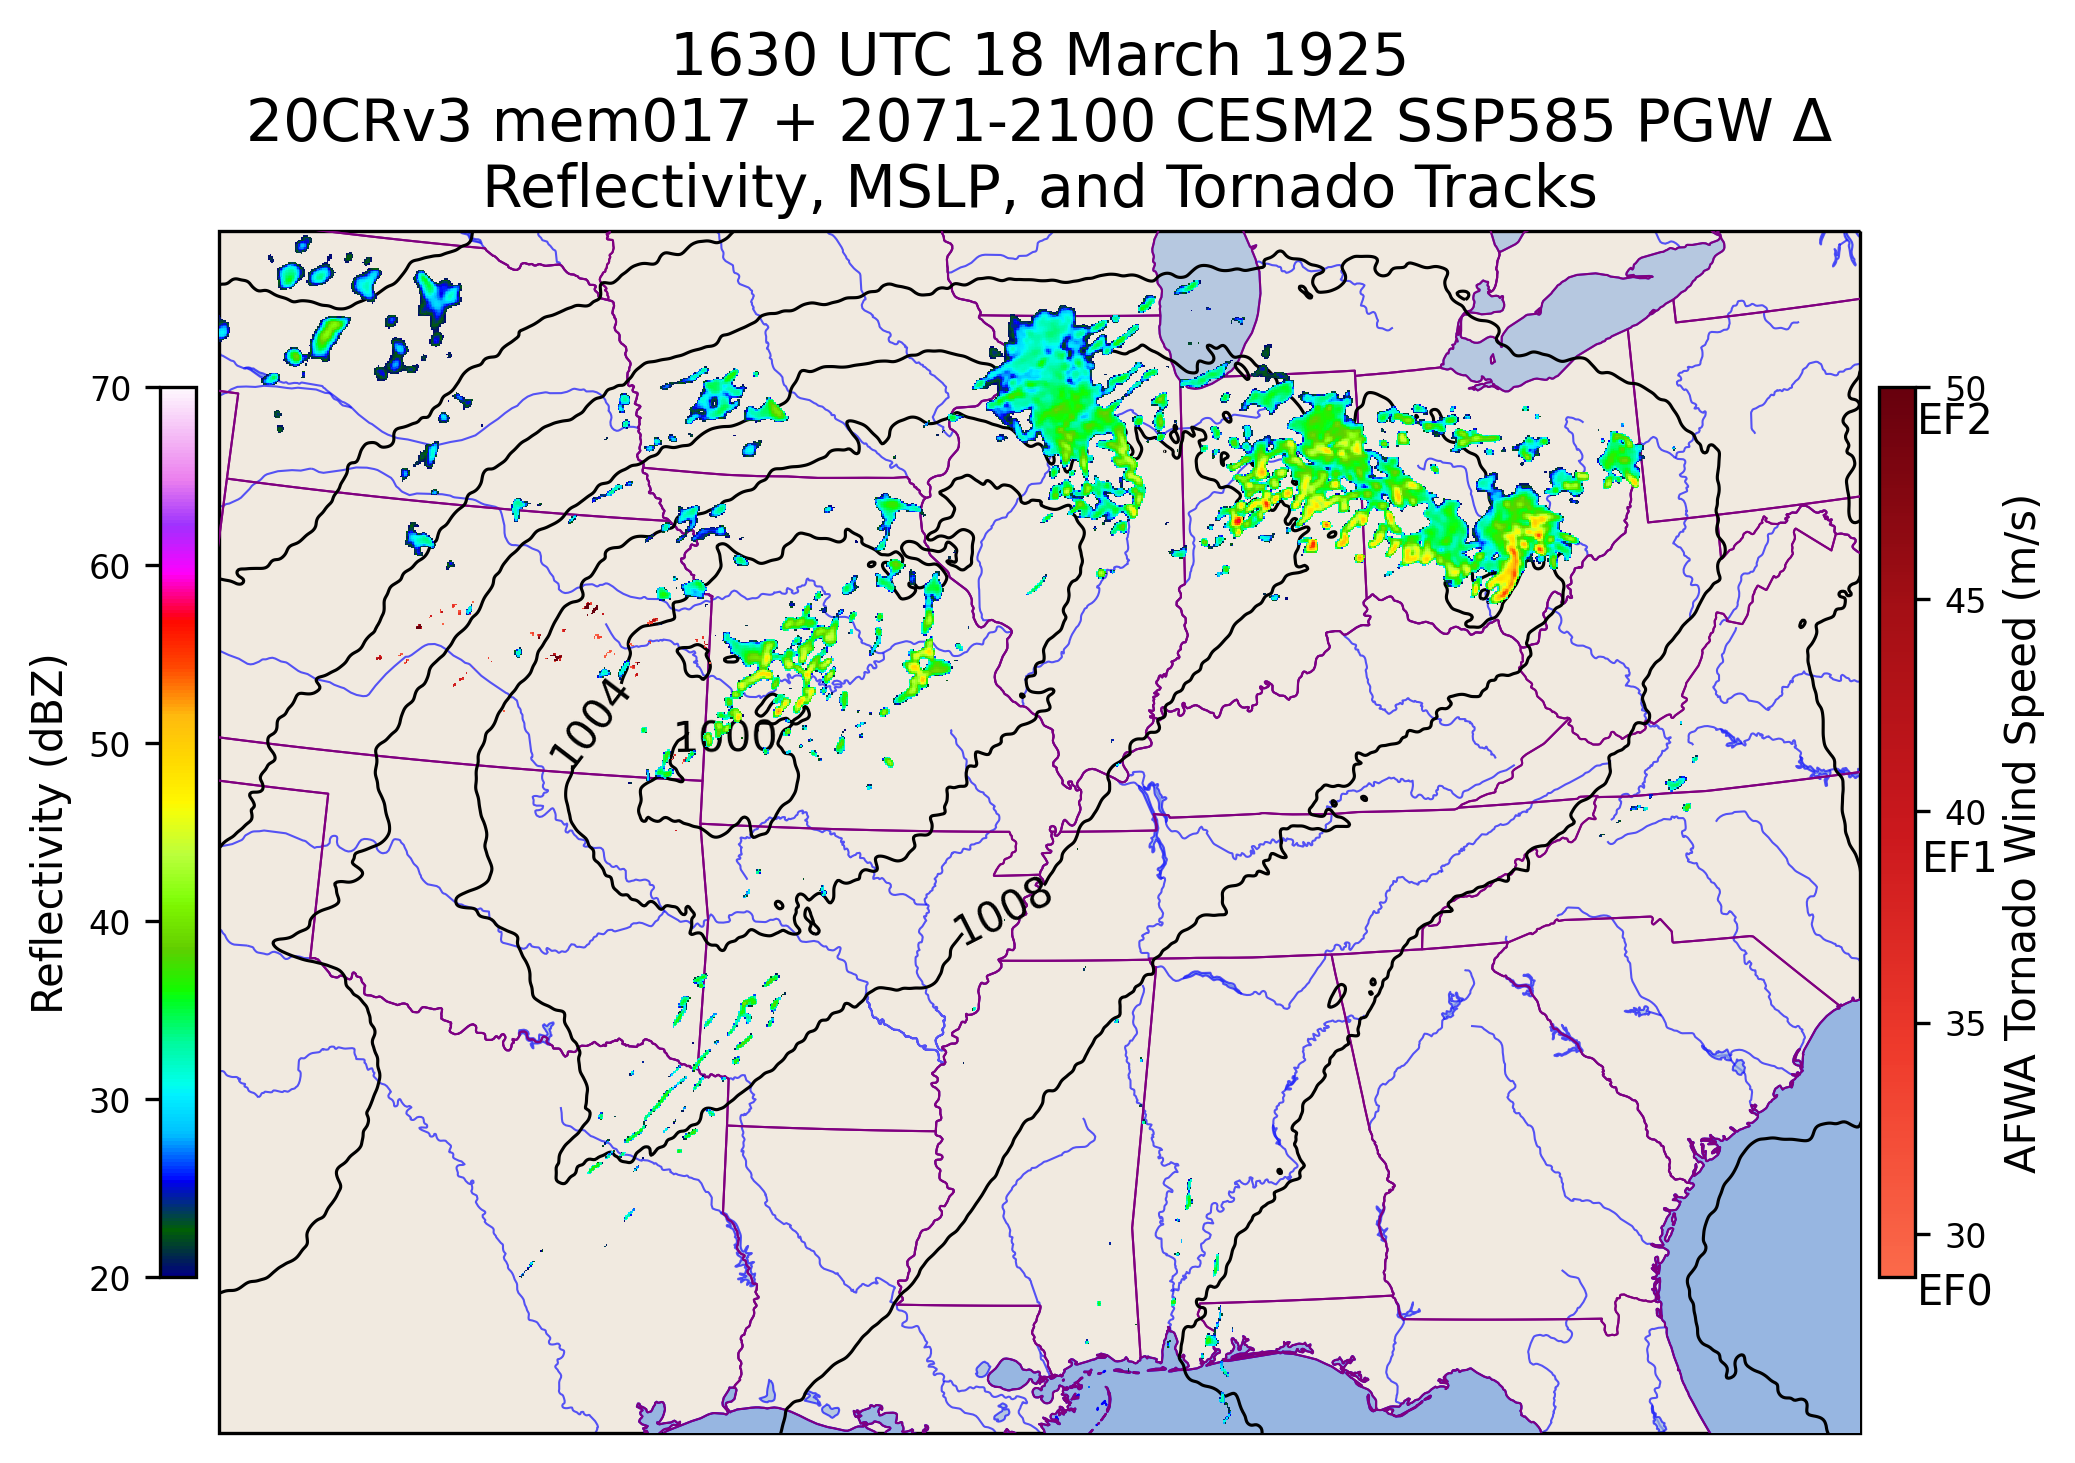 1630 UTC 18 March 1925
20CRv3 mem017 + 2071-2100 CESM2 SSP585 PGW Δ
Reflectivity, MSLP, and Tornado Tracks
70
60
50
40
30
20
Reflectivity (dBZ)
1004
1000
1008
50
EF2
45
40
EF1
35
30
EF0
AFWA Tornado Wind Speed (m/s)